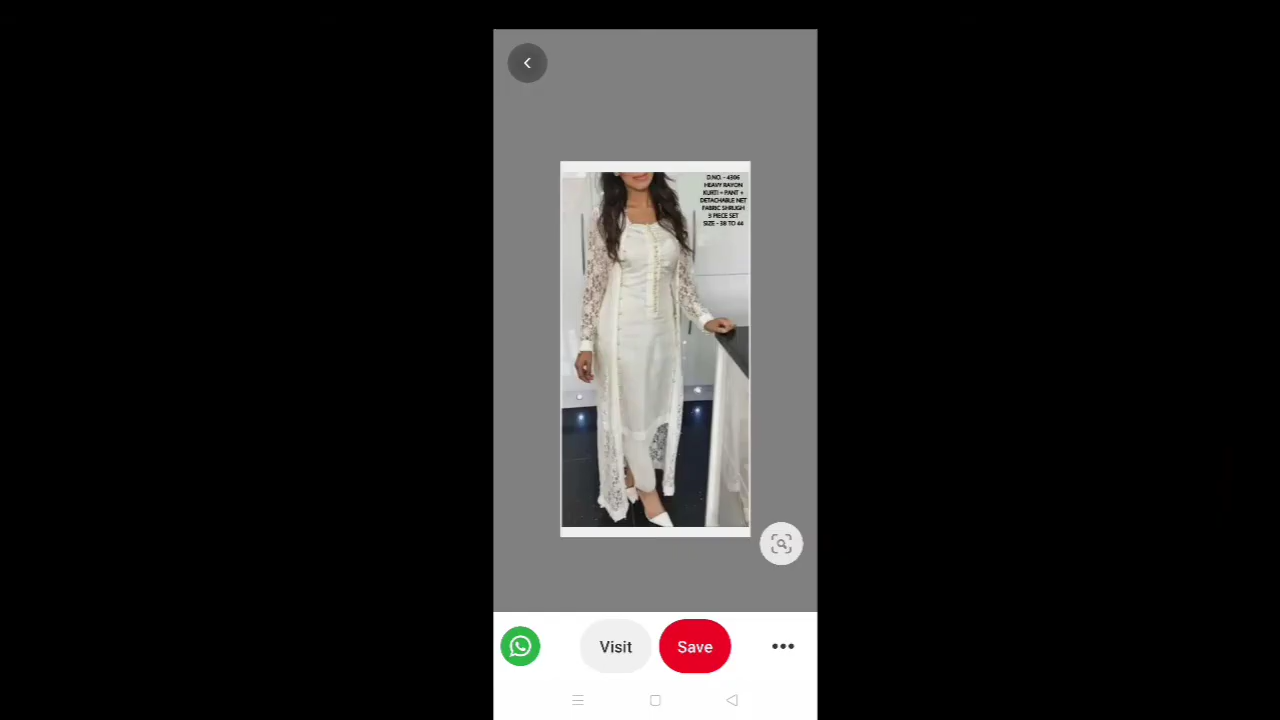 D.NO. - 4306
HEAVY RAYON
KURTI + PANT +
DETACHABLE NET
FABRIC SHRUGH
3 PIECE SET
SIZE - 38 TO 44
Visit
Save